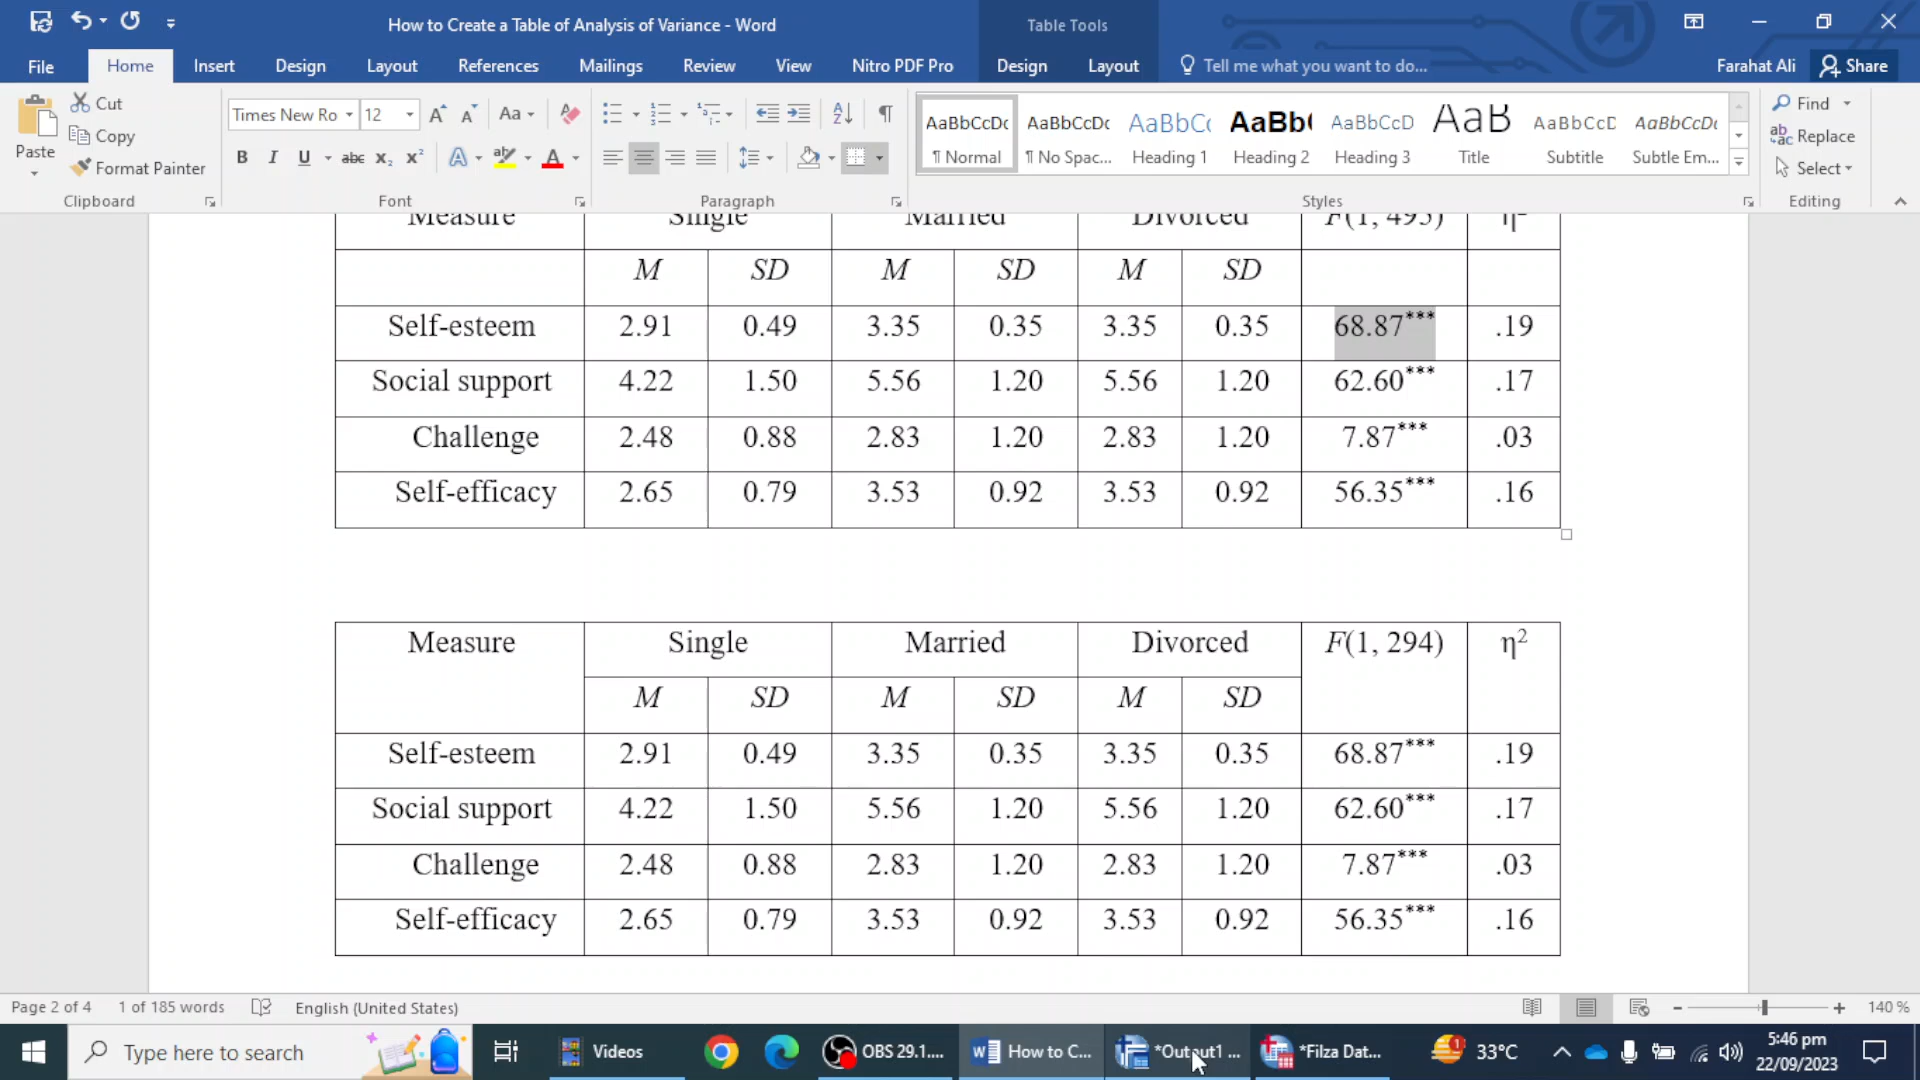 How to Create a Table of Analysis of Variance - Word
Table Tools
File Home Insert Design Layout References Mailings Review View Nitro PDF Pro Design Layout Tell me what you want to do... Farahat Ali Share
Cut
Copy
Format Painter
Paste
Times New Ro 12
Clipboard Font Paragraph Styles Editing
AaBbCcDc AaBbCcDc AaBbC( AaBb( AaBbCcD AaB AaBbCcD AaBbCcDc
¶ Normal ¶ No Spac... Heading 1 Heading 2 Heading 3 Title Subtitle Subtle Em...
Find
Replace
Select
Measure Single Married Divorced F(1, 495) η²
M SD M SD M SD
Self-esteem 2.91 0.49 3.35 0.35 3.35 0.35 68.87*** .19
Social support 4.22 1.50 5.56 1.20 5.56 1.20 62.60*** .17
Challenge 2.48 0.88 2.83 1.20 2.83 1.20 7.87*** .03
Self-efficacy 2.65 0.79 3.53 0.92 3.53 0.92 56.35*** .16
Measure Single Married Divorced F(1, 294) η²
M SD M SD M SD
Self-esteem 2.91 0.49 3.35 0.35 3.35 0.35 68.87*** .19
Social support 4.22 1.50 5.56 1.20 5.56 1.20 62.60*** .17
Challenge 2.48 0.88 2.83 1.20 2.83 1.20 7.87*** .03
Self-efficacy 2.65 0.79 3.53 0.92 3.53 0.92 56.35*** .16
Page 2 of 4 1 of 185 words English (United States) 140 %
Type here to search Videos OBS 29.1.... How to C... *Output1 ... *Filza Dat... 33°C 5:46 pm
22/09/2023